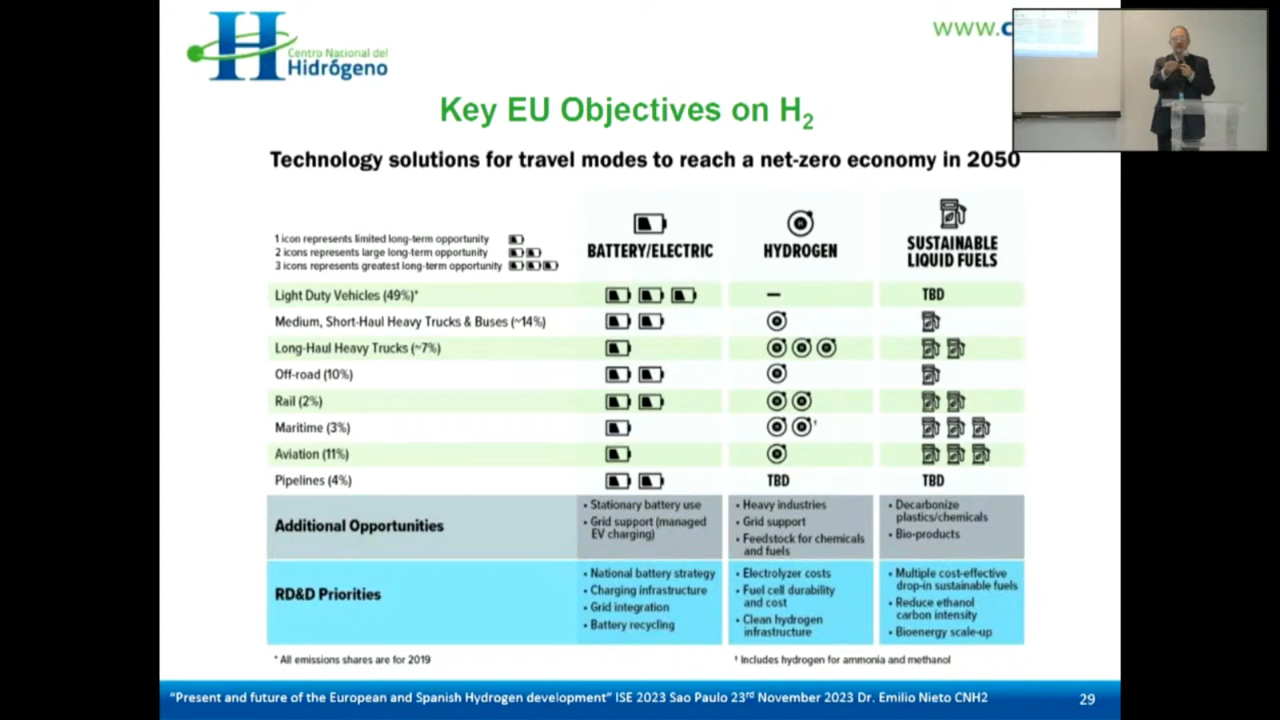 Centro Nacional del
Hidrógeno
www.c
Key EU Objectives on H2
Technology solutions for travel modes to reach a net-zero economy in 2050
1 icon represents limited long-term opportunity
2 icons represents large long-term opportunity
3 icons represents greatest long-term opportunity
BATTERY/ELECTRIC
HYDROGEN
SUSTAINABLE
LIQUID FUELS
Light Duty Vehicles (49%)* — TBD
Medium, Short-Haul Heavy Trucks & Buses (~14%)
Long-Haul Heavy Trucks (~7%)
Off-road (10%)
Rail (2%)
Maritime (3%) †
Aviation (11%)
Pipelines (4%) TBD TBD
Additional Opportunities
• Stationary battery use
• Grid support (managed
EV charging)
• Heavy industries
• Grid support
• Feedstock for chemicals
and fuels
• Decarbonize
plastics/chemicals
• Bio-products
RD&D Priorities
• National battery strategy
• Charging infrastructure
• Grid integration
• Battery recycling
• Electrolyzer costs
• Fuel cell durability
and cost
• Clean hydrogen
infrastructure
• Multiple cost-effective
drop-in sustainable fuels
• Reduce ethanol
carbon intensity
• Bioenergy scale-up
* All emissions shares are for 2019
† Includes hydrogen for ammonia and methanol
"Present and future of the European and Spanish Hydrogen development" ISE 2023 Sao Paulo 23rd November 2023 Dr. Emilio Nieto CNH2
29